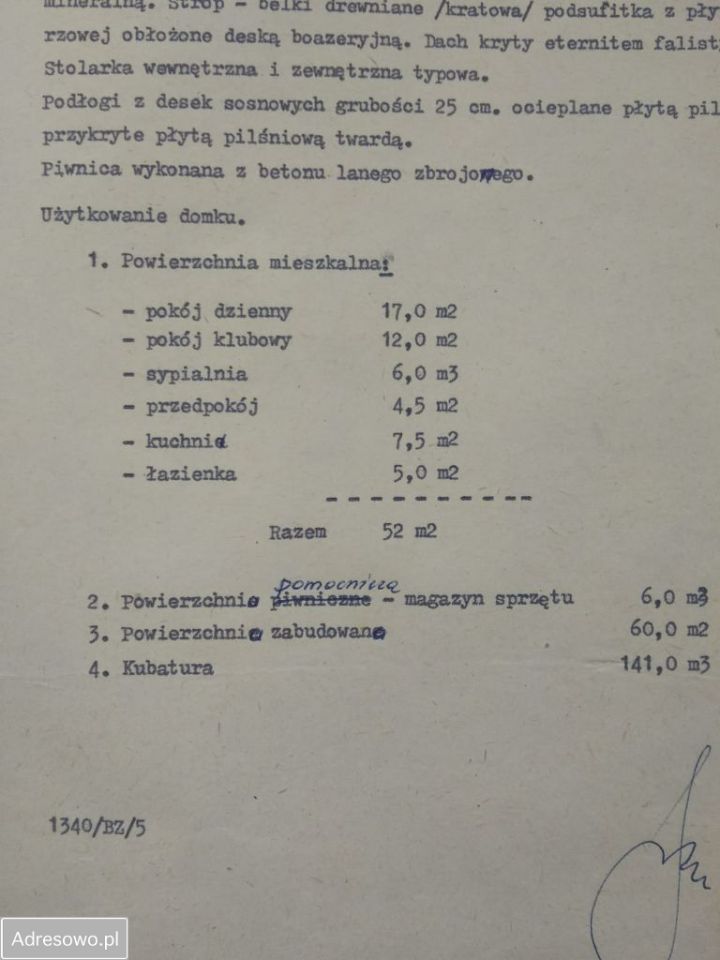 mineralną. Strop - belki drewniane /kratowa/ podsufitka z pły
rzowej obłożone deską boazeryjną. Dach kryty eternitem falist
Stolarka wewnętrzna i zewnętrzna typowa.
Podłogi z desek sosnowych grubości 25 cm. ocieplane płytą pil
przykryte płytą pilśniową twardą.
Piwnica wykonana z betonu lanego zbrojowego.
Użytkowanie domku.
1. Powierzchnia mieszkalna:
- pokój dzienny 17,0 m2
- pokój klubowy 12,0 m2
- sypialnia 6,0 m3
- przedpokój 4,5 m2
- kuchnia 7,5 m2
- łazienka 5,0 m2
Razem 52 m2
pomocnicza
2. Powierzchnia piwniczne - magazyn sprzętu 6,0 m2
3. Powierzchnia zabudowana 60,0 m2
4. Kubatura 141,0 m3
1340/BZ/5
Adresowo.pl